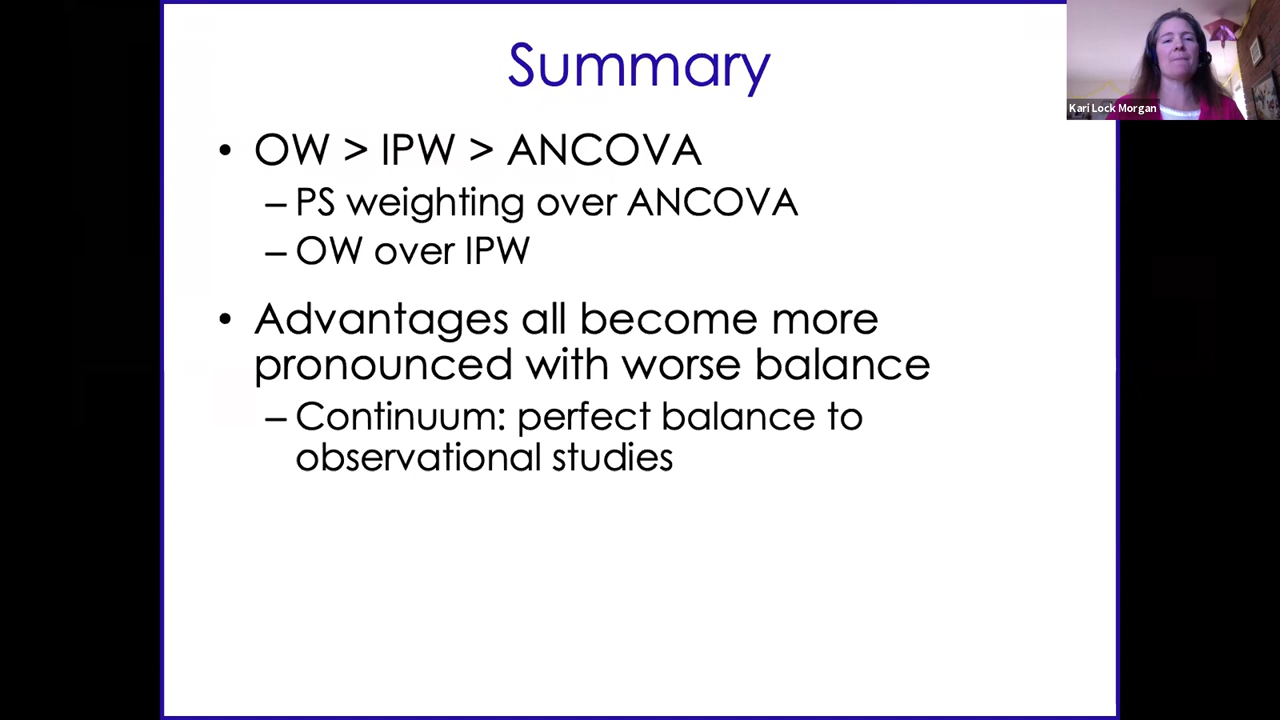 Summary
Kari Lock Morgan
• OW > IPW > ANCOVA
– PS weighting over ANCOVA
– OW over IPW
• Advantages all become more
pronounced with worse balance
– Continuum: perfect balance to
observational studies